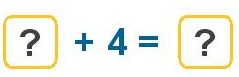 ? + 4 = ?